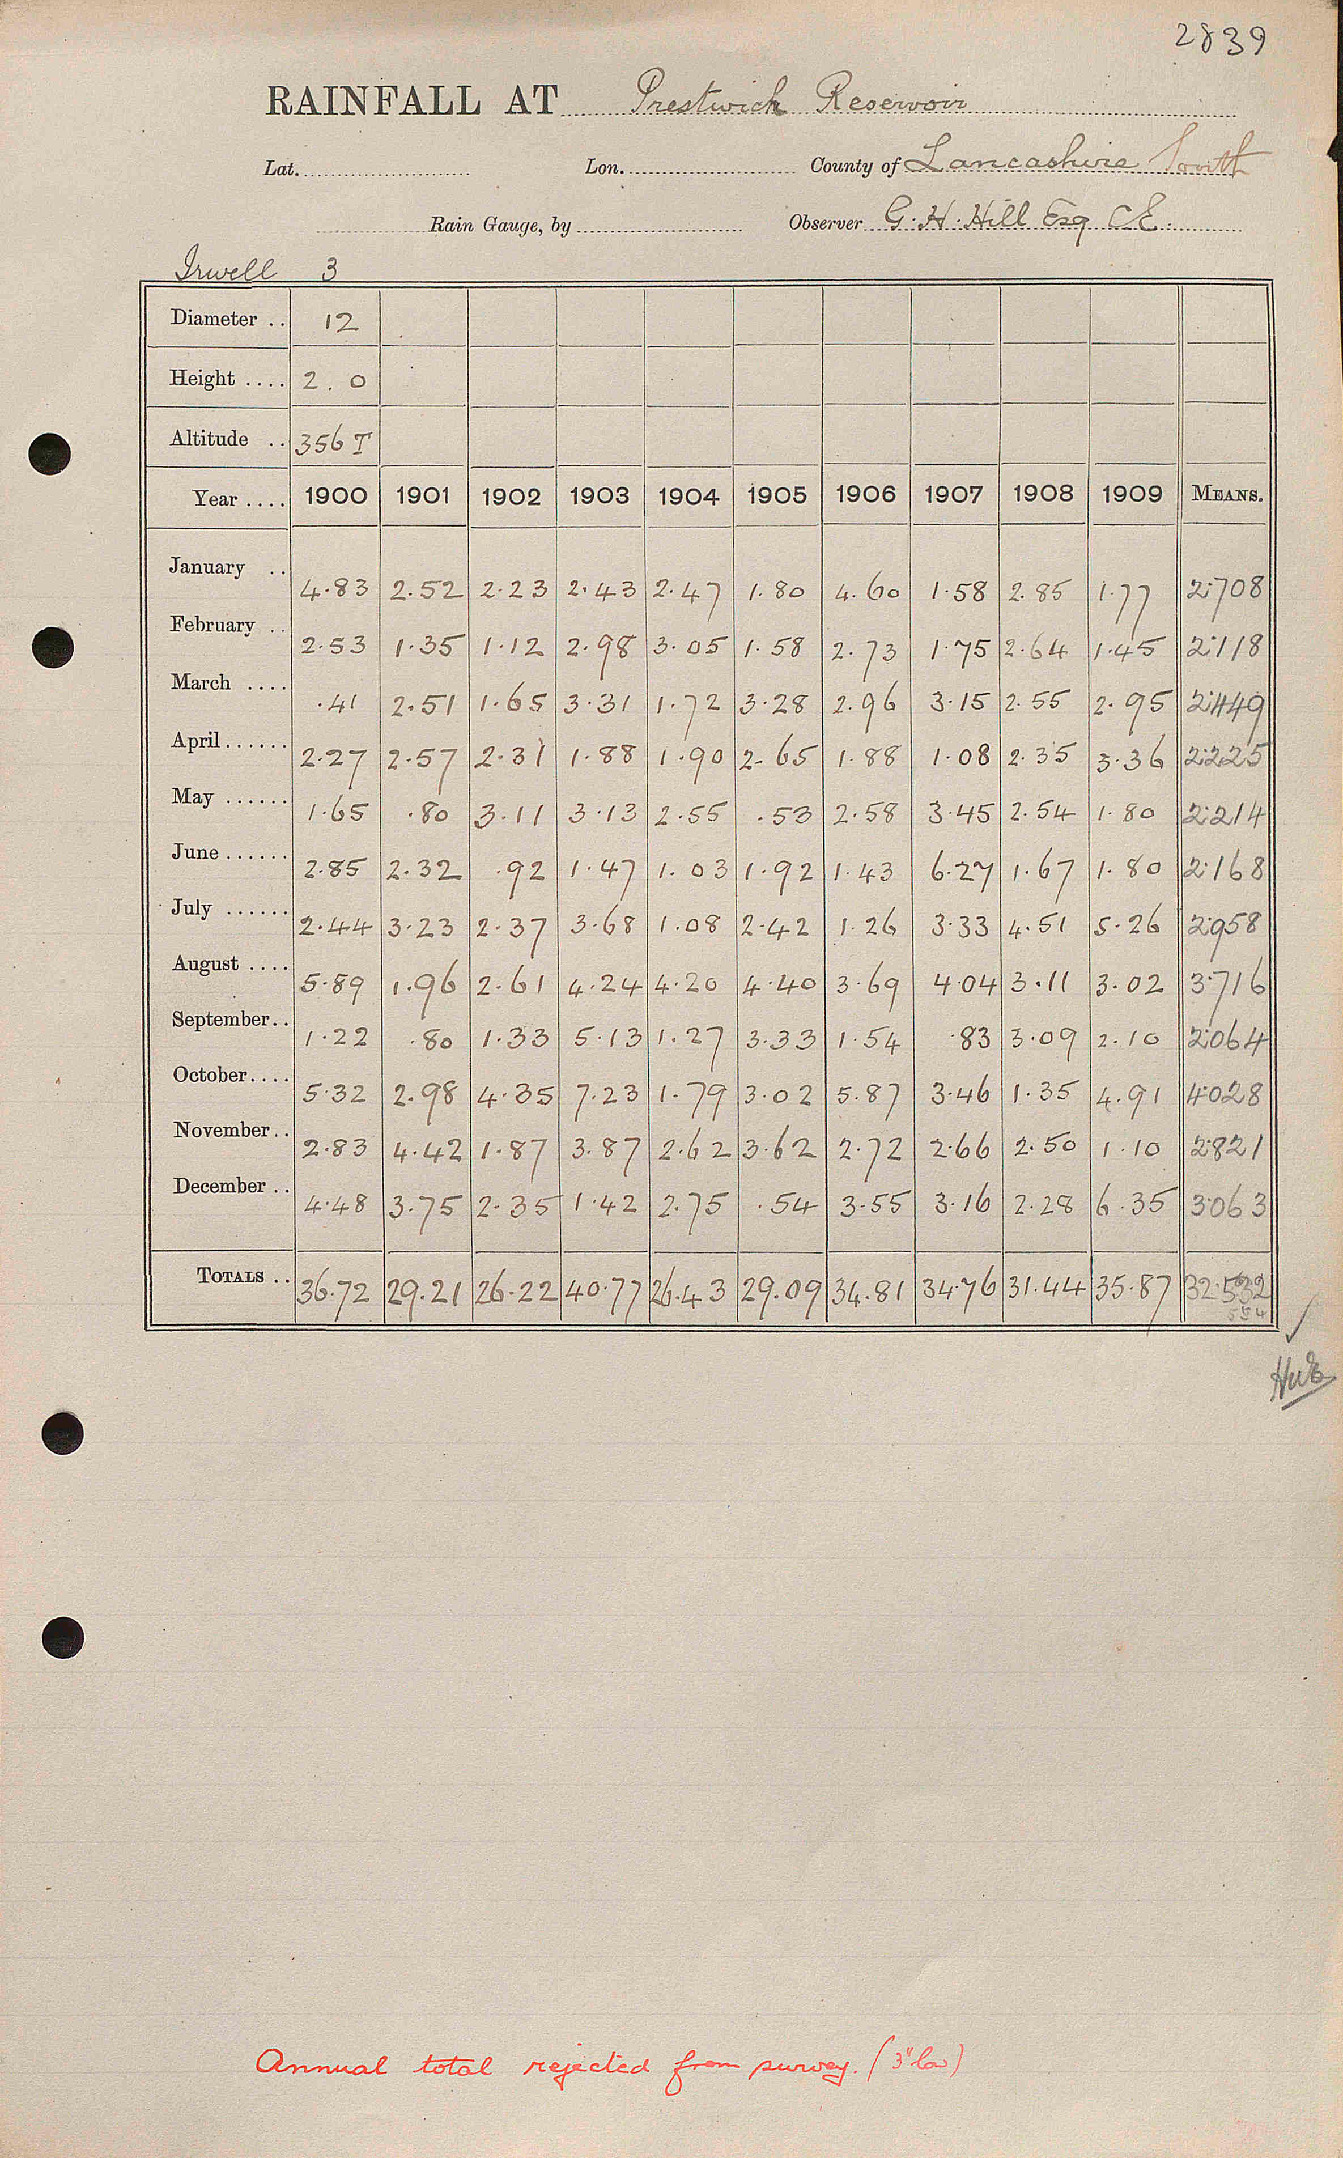 2839
RAINFALL AT Prestwich Reservoir
Lat. Lon. County of Lancashire South
Rain Gauge, by Observer G. H. Hill Esq CE.
Irwell 3
Diameter .. 12
Height .... 2. 0
Altitude .. 356 T
Year .... 1900 1901 1902 1903 1904 1905 1906 1907 1908 1909 MEANS.
January .. 4.83 2.52 2.23 2.43 2.47 1.80 4.60 1.58 2.85 1.77 2.708
February .. 2.53 1.35 1.12 2.98 3.05 1.58 2.73 1.75 2.64 1.45 2.118
March .... .41 2.51 1.65 3.31 1.72 3.28 2.96 3.15 2.55 2.95 2.449
April...... 2.27 2.57 2.31 1.88 1.90 2.65 1.88 1.08 2.35 3.36 2.225
May ...... 1.65 .80 3.11 3.13 2.55 .53 2.58 3.45 2.54 1.80 2.214
June...... 2.85 2.32 .92 1.47 1.03 1.92 1.43 6.27 1.67 1.80 2.168
July ...... 2.44 3.23 2.37 3.68 1.08 2.42 1.26 3.33 4.51 5.26 2.958
August .... 5.89 1.96 2.61 4.24 4.20 4.40 3.69 4.04 3.11 3.02 3.716
September.. 1.22 .80 1.33 5.13 1.27 3.33 1.54 .83 3.09 2.10 2.064
October.... 5.32 2.98 4.35 7.23 1.79 3.02 5.87 3.46 1.35 4.91 4.028
November.. 2.83 4.42 1.87 3.87 2.62 3.62 2.72 2.66 2.50 1.10 2.821
December .. 4.48 3.75 2.35 1.42 2.75 .54 3.55 3.16 2.28 6.35 3.063
TOTALS .. 36.72 29.21 26.22 40.77 26.43 29.09 34.81 34.76 31.44 35.87 32.532
554
Annual total rejected from survey. (3" low)